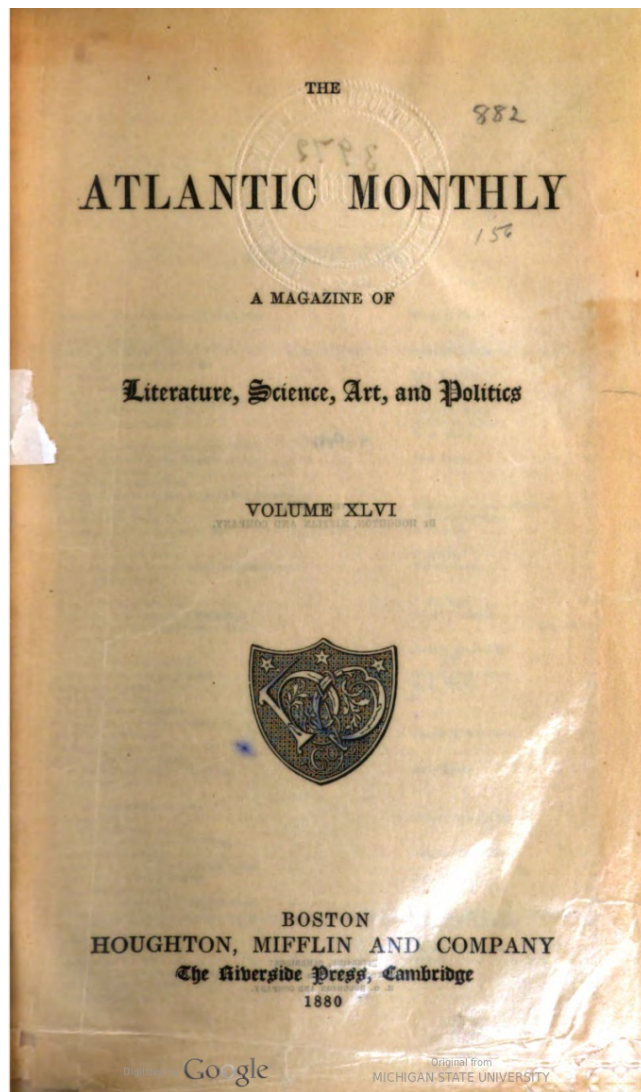 THE
882
ATLANTIC MONTHLY
156
A MAGAZINE OF
Literature, Science, Art, and Politics
VOLUME XLVI
BOSTON
HOUGHTON, MIFFLIN AND COMPANY
The Riverside Press, Cambridge
1880
Google
Original from
MICHIGAN STATE UNIVERSITY